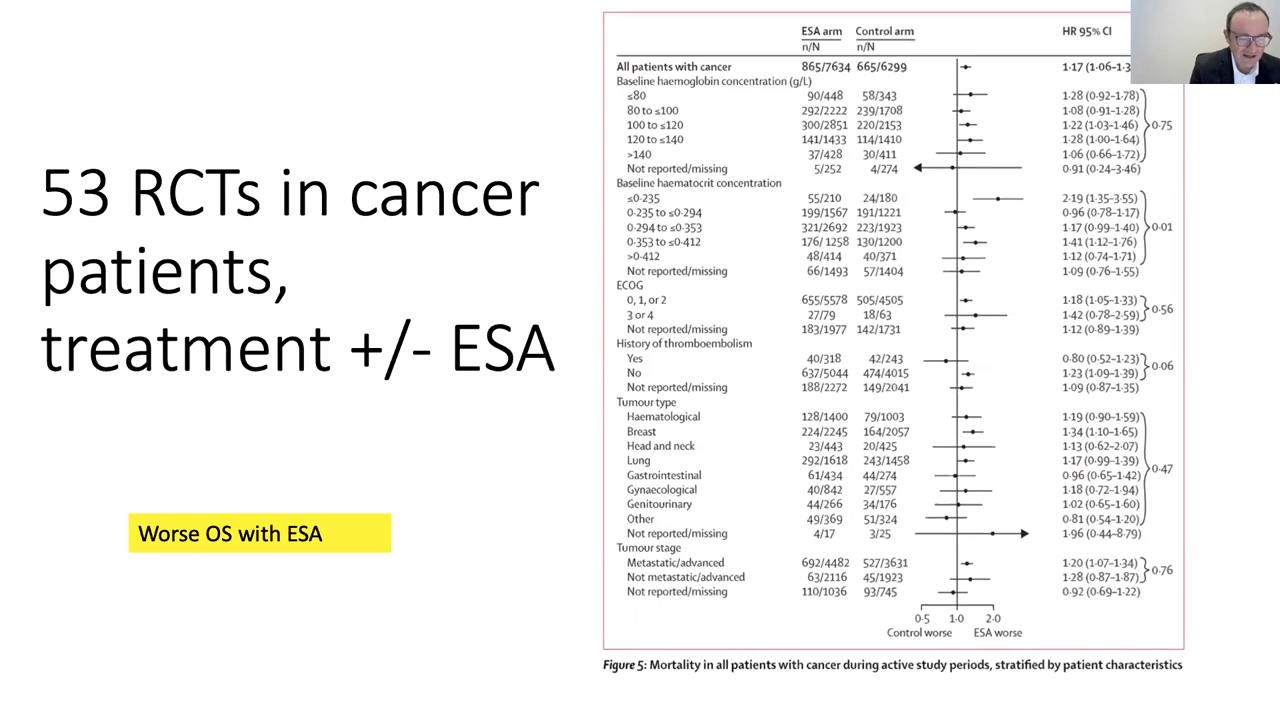 53 RCTs in cancer
patients,
treatment +/- ESA
Worse OS with ESA
ESA arm Control arm HR 95% CI
n/N n/N
All patients with cancer 865/7634 665/6299 1·17 (1·06–1·3
Baseline haemoglobin concentration (g/L)
≤80 90/448 58/343 1·28 (0·92–1·78)
80 to ≤100 292/2222 239/1708 1·08 (0·91–1·28)
100 to ≤120 300/2851 220/2153 1·22 (1·03–1·46) 0·75
120 to ≤140 141/1433 114/1410 1·28 (1·00–1·64)
>140 37/428 30/411 1·06 (0·66–1·72)
Not reported/missing 5/252 4/274 0·91 (0·24–3·46)
Baseline haematocrit concentration
≤0·235 55/210 24/180 2·19 (1·35–3·55)
0·235 to ≤0·294 199/1567 191/1221 0·96 (0·78–1·17)
0·294 to ≤0·353 321/2692 223/1923 1·17 (0·99–1·40) 0·01
0·353 to ≤0·412 176/ 1258 130/1200 1·41 (1·12–1·76)
>0·412 48/414 40/371 1·12 (0·74–1·71)
Not reported/missing 66/1493 57/1404 1·09 (0·76–1·55)
ECOG
0, 1, or 2 655/5578 505/4505 1·18 (1·05–1·33)
3 or 4 27/79 18/63 1·42 (0·78–2·59) 0·56
Not reported/missing 183/1977 142/1731 1·12 (0·89–1·39)
History of thromboembolism
Yes 40/318 42/243 0·80 (0·52–1·23)
No 637/5044 474/4015 1·23 (1·09–1·39) 0·06
Not reported/missing 188/2272 149/2041 1·09 (0·87–1·35)
Tumour type
Haematological 128/1400 79/1003 1·19 (0·90–1·59)
Breast 224/2245 164/2057 1·34 (1·10–1·65)
Head and neck 23/443 20/425 1·13 (0·62–2·07)
Lung 292/1618 243/1458 1·17 (0·99–1·39)
0·47
Gastrointestinal 61/434 44/274 0·96 (0·65–1·42)
Gynaecological 40/842 27/557 1·18 (0·72–1·94)
Genitourinary 44/266 34/176 1·02 (0·65–1·60)
Other 49/369 51/324 0·81 (0·54–1·20)
Not reported/missing 4/17 3/25 1·96 (0·44–8·79)
Tumour stage
Metastatic/advanced 692/4482 527/3631 1·20 (1·07–1·34)
Not metastatic/advanced 63/2116 45/1923 1·28 (0·87–1·87) 0·76
Not reported/missing 110/1036 93/745 0·92 (0·69–1·22)
0·5 1·0 2·0
Control worse ESA worse
Figure 5: Mortality in all patients with cancer during active study periods, stratified by patient characteristics